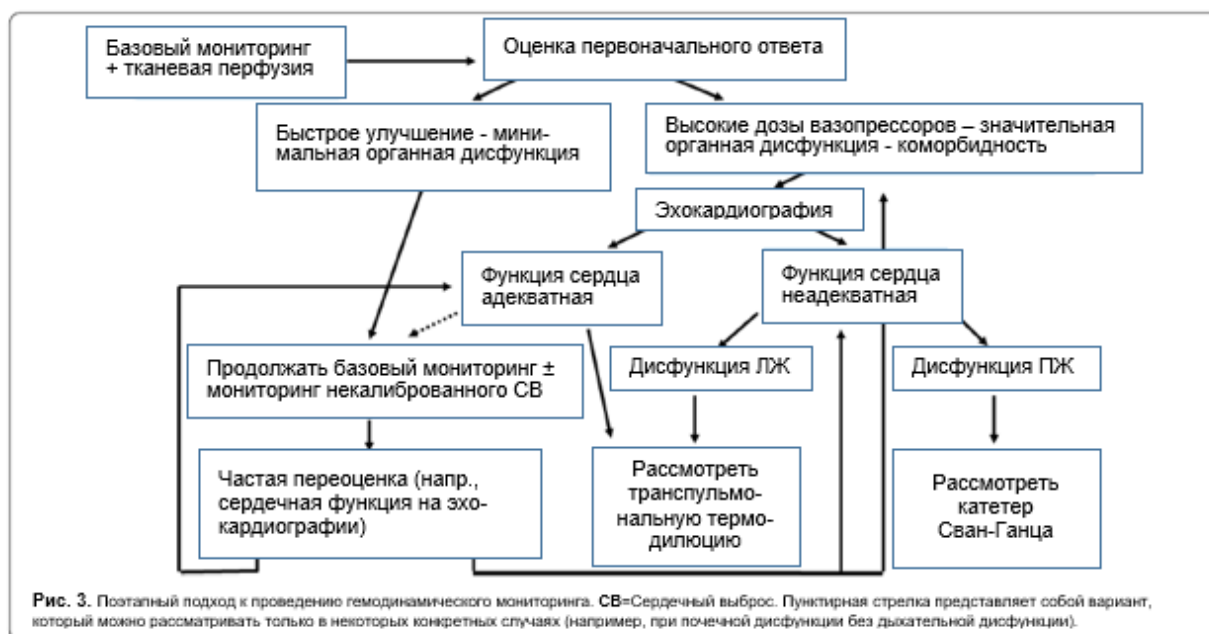 Базовый мониторинг
+ тканевая перфузия
Оценка первоначального ответа
Быстрое улучшение - мини-
мальная органная дисфункция
Высокие дозы вазопрессоров – значительная
органная дисфункция - коморбидность
Эхокардиография
Функция сердца
адекватная
Функция сердца
неадекватная
Продолжать базовый мониторинг ±
мониторинг некалиброванного СВ
Дисфункция ЛЖ
Дисфункция ПЖ
Частая переоценка (напр.,
сердечная функция на эхо-
кардиографии)
Рассмотреть
транспульмо-
нальную термо-
дилюцию
Рассмотреть
катетер
Сван-Ганца
Рис. 3. Поэтапный подход к проведению гемодинамического мониторинга. СВ=Сердечный выброс. Пунктирная стрелка представляет собой вариант,
который можно рассматривать только в некоторых конкретных случаях (например, при почечной дисфункции без дыхательной дисфункции).